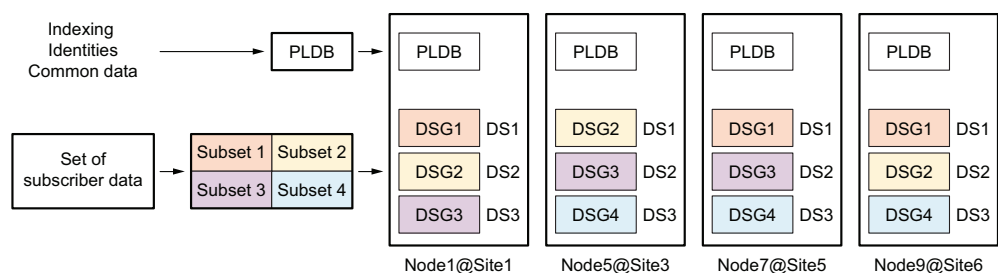 Indexing
Identities
Common data
PLDB
PLDB
PLDB
PLDB
PLDB
Set of
subscriber data
Subset 1 Subset 2
Subset 3 Subset 4
DSG1 DS1
DSG2 DS2
DSG3 DS3
DSG2 DS1
DSG3 DS2
DSG4 DS3
DSG1 DS1
DSG3 DS2
DSG4 DS3
DSG1 DS1
DSG2 DS2
DSG4 DS3
Node1@Site1
Node5@Site3
Node7@Site5
Node9@Site6